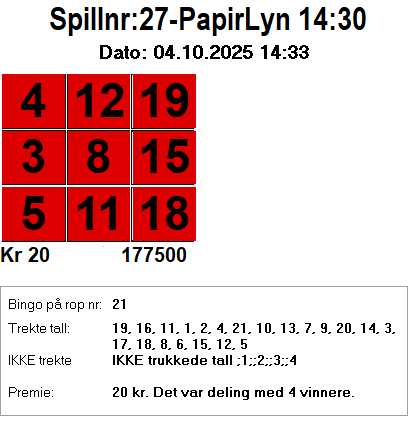 Spillnr:27-PapirLyn 14:30
Dato: 04.10.2025 14:33
4 12 19
3 8 15
5 11 18
Kr 20 177500
Bingo på rop nr: 21
Trekte tall: 19, 16, 11, 1, 2, 4, 21, 10, 13, 7, 9, 20, 14, 3,
17, 18, 8, 6, 15, 12, 5
IKKE trekte IKKE trukkede tall ;1;;2;;3;;4
Premie: 20 kr. Det var deling med 4 vinnere.